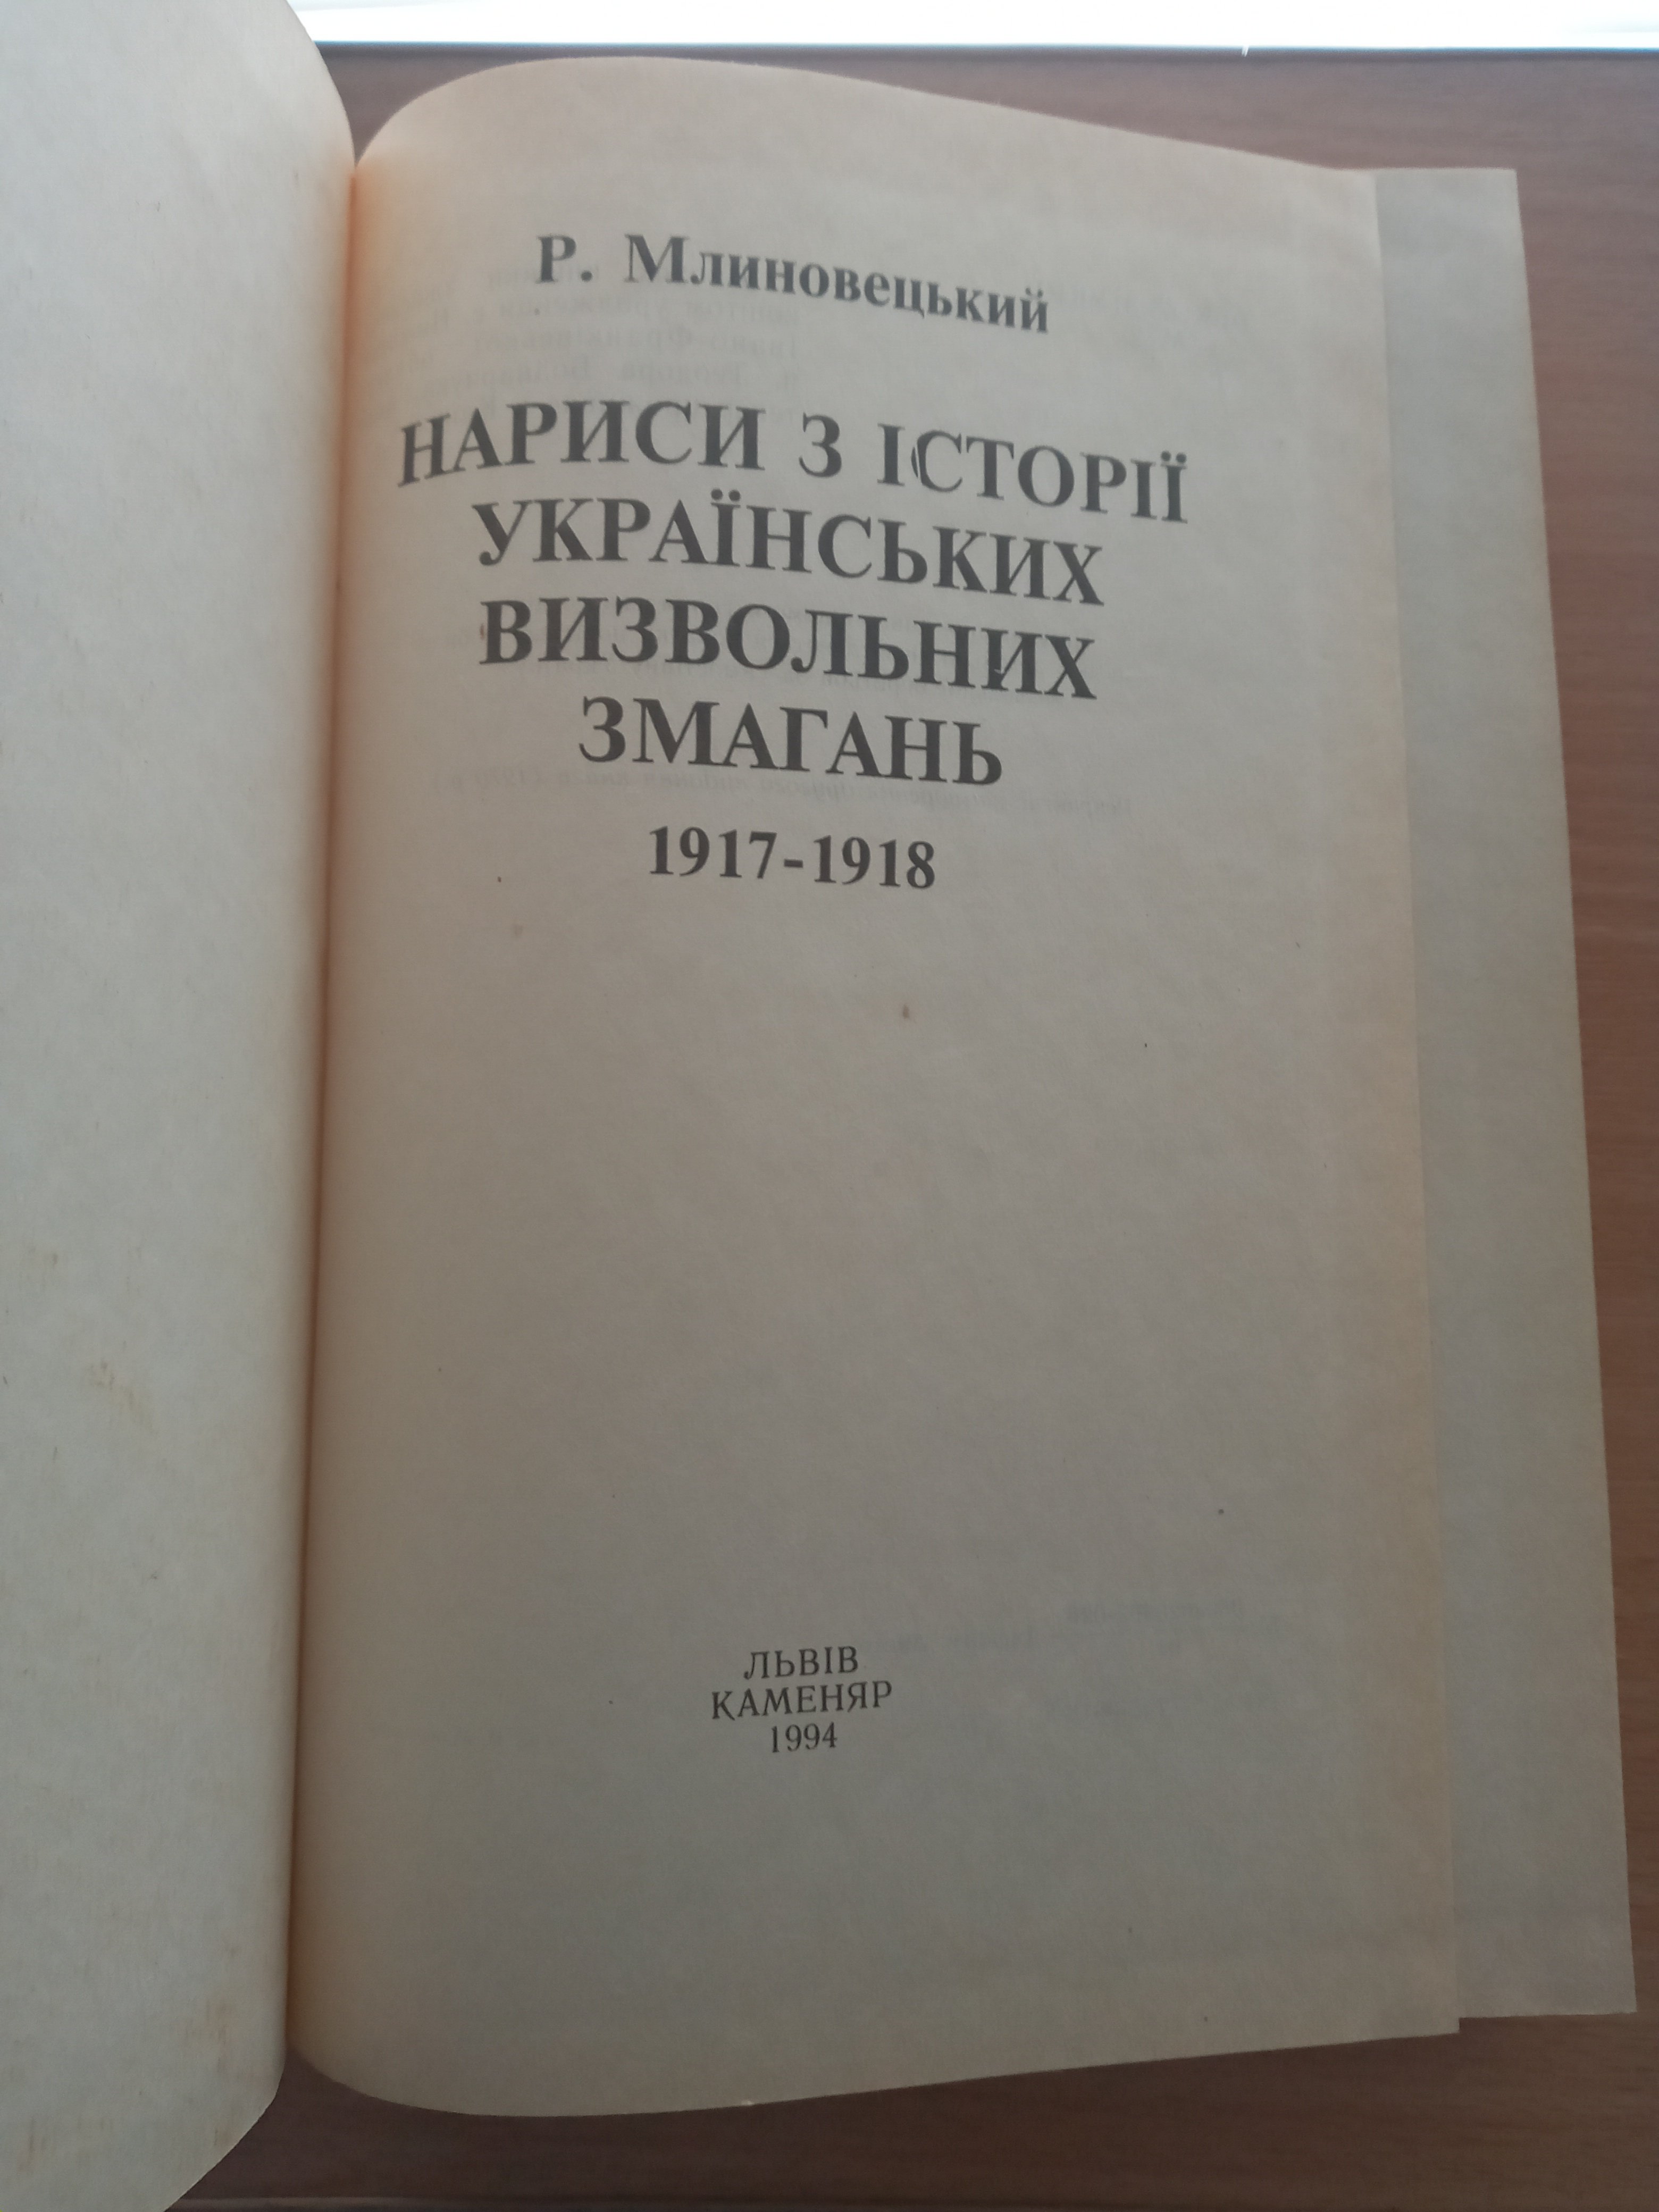 Р. Млиновецький
НАРИСИ З ІСТОРІЇ
УКРАЇНСЬКИХ
ВИЗВОЛЬНИХ
ЗМАГАНЬ
1917-1918
ЛЬВІВ
КАМЕНЯР
1994